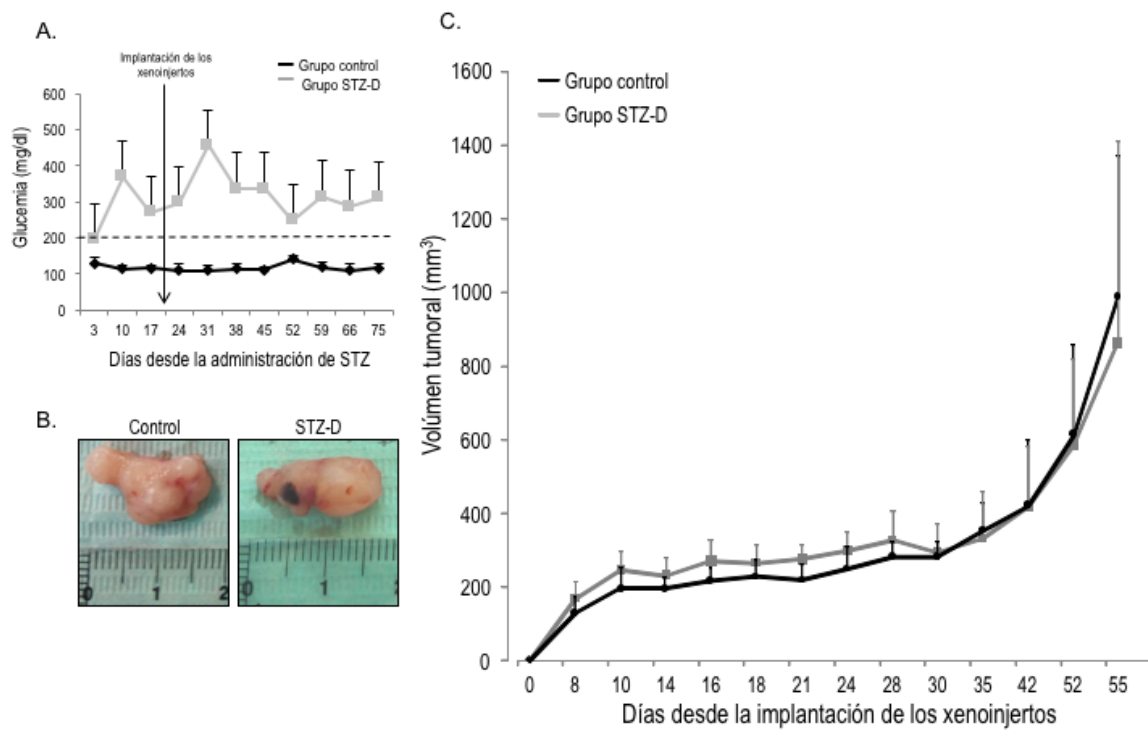 A.
Implantación de los
xenoinjertos
Grupo control
Grupo STZ-D
600
500
400
300
200
100
0
Glucemia (mg/dl)
3 10 17 24 31 38 45 52 59 66 75
Días desde la administración de STZ
B.
Control
STZ-D
0 1 2
1 2
C.
Grupo control
Grupo STZ-D
1600
1400
1200
1000
800
600
400
200
0
Volúmen tumoral (mm³)
0 8 10 14 16 18 21 24 28 30 35 42 52 55
Días desde la implantación de los xenoinjertos